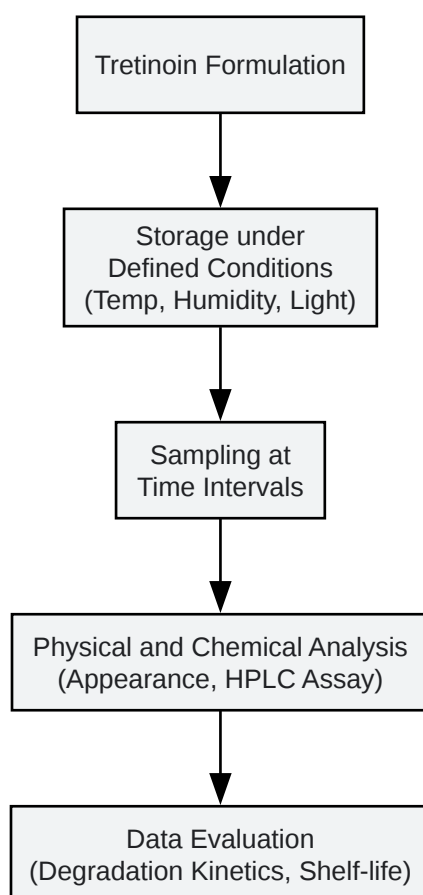 Tretinoin Formulation
Storage under
Defined Conditions
(Temp, Humidity, Light)
Sampling at
Time Intervals
Physical and Chemical Analysis
(Appearance, HPLC Assay)
Data Evaluation
(Degradation Kinetics, Shelf-life)